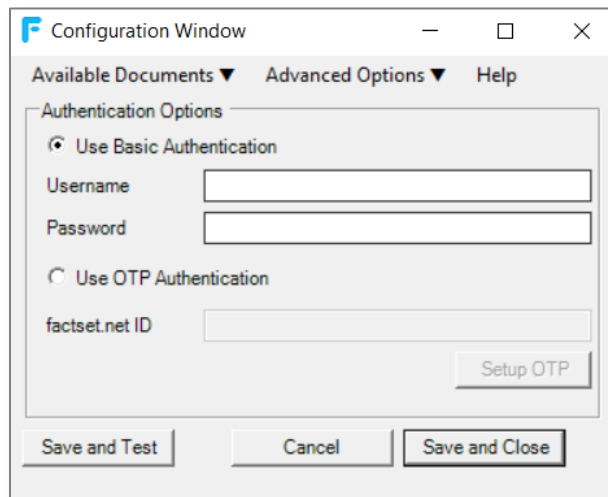 Configuration Window
Available Documents ▼ Advanced Options ▼ Help
Authentication Options
Use Basic Authentication
Username
Password
Use OTP Authentication
factset.net ID
Setup OTP
Save and Test Cancel Save and Close